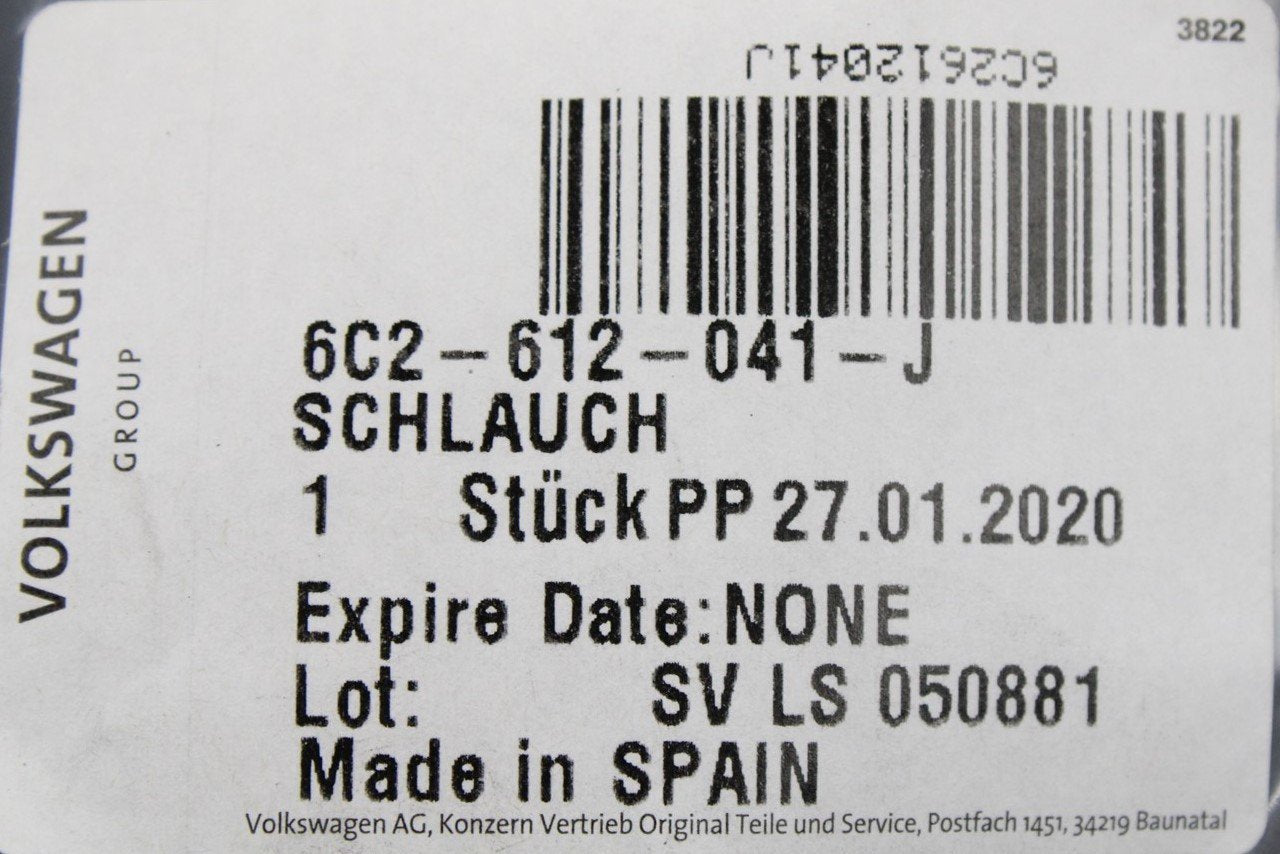 3822
6C2612041J
6C2-612-041-J
SCHLAUCH
1 Stück PP 27.01.2020
Expire Date:NONE
Lot: SV LS 050881
Made in SPAIN
Volkswagen AG, Konzern Vertrieb Original Teile und Service, Postfach 1451, 34219 Baunatal
VOLKSWAGEN
GROUP